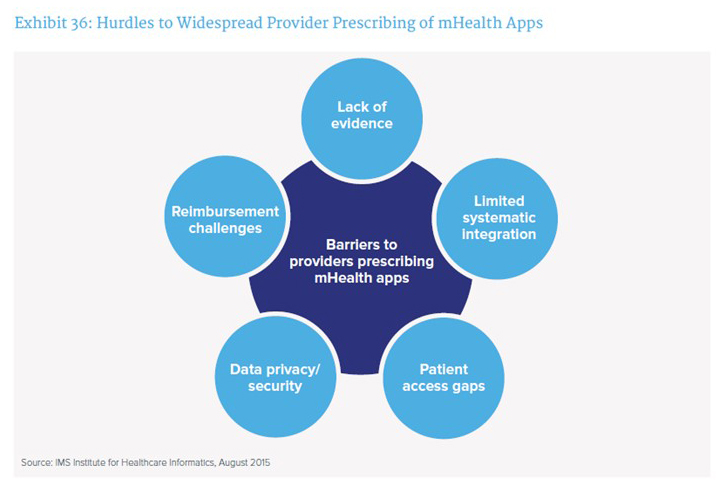 Exhibit 36: Hurdles to Widespread Provider Prescribing of mHealth Apps
Lack of
evidence
Reimbursement
challenges
Limited
systematic
integration
Barriers to
providers prescribing
mHealth apps
Data privacy/
security
Patient
access gaps
Source: IMS Institute for Healthcare Informatics, August 2015